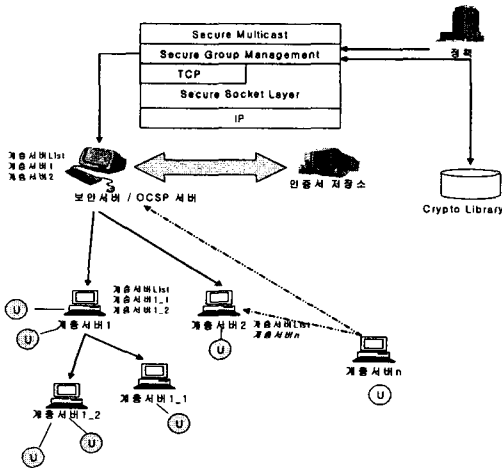 Secure Multicast
Secure Group Management
TCP
Secure Socket Layer
IP
정책
계층서버List
계층서버1
계층서버2
보안서버 / OCSP 서버
인증서 저장소
Crypto Library
계층서버List
계층서버1_1
계층서버1_2
U
U
계층서버1
계층서버2
U
계층서버List
계층서버n
계층서버n
U
계층서버1_1
U
계층서버1_2
U
U